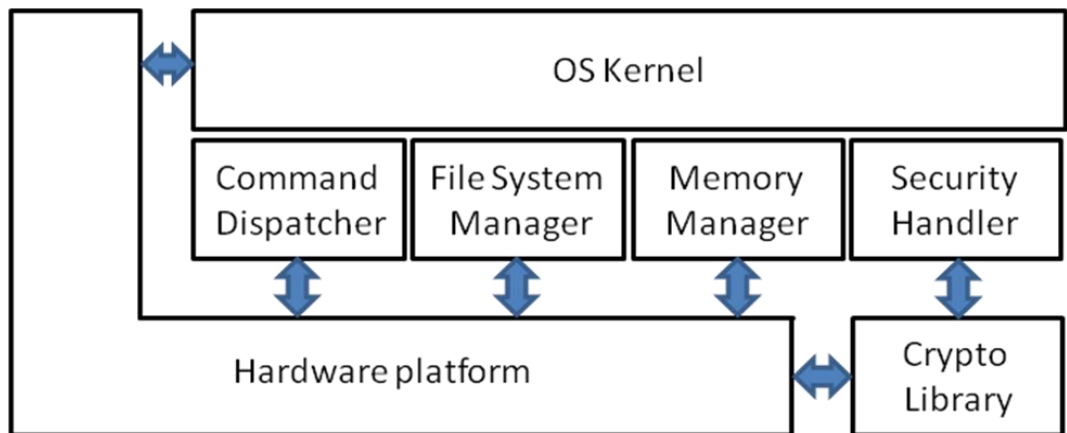 OS Kernel
Command
Dispatcher
File System
Manager
Memory
Manager
Security
Handler
Hardware platform
Crypto
Library